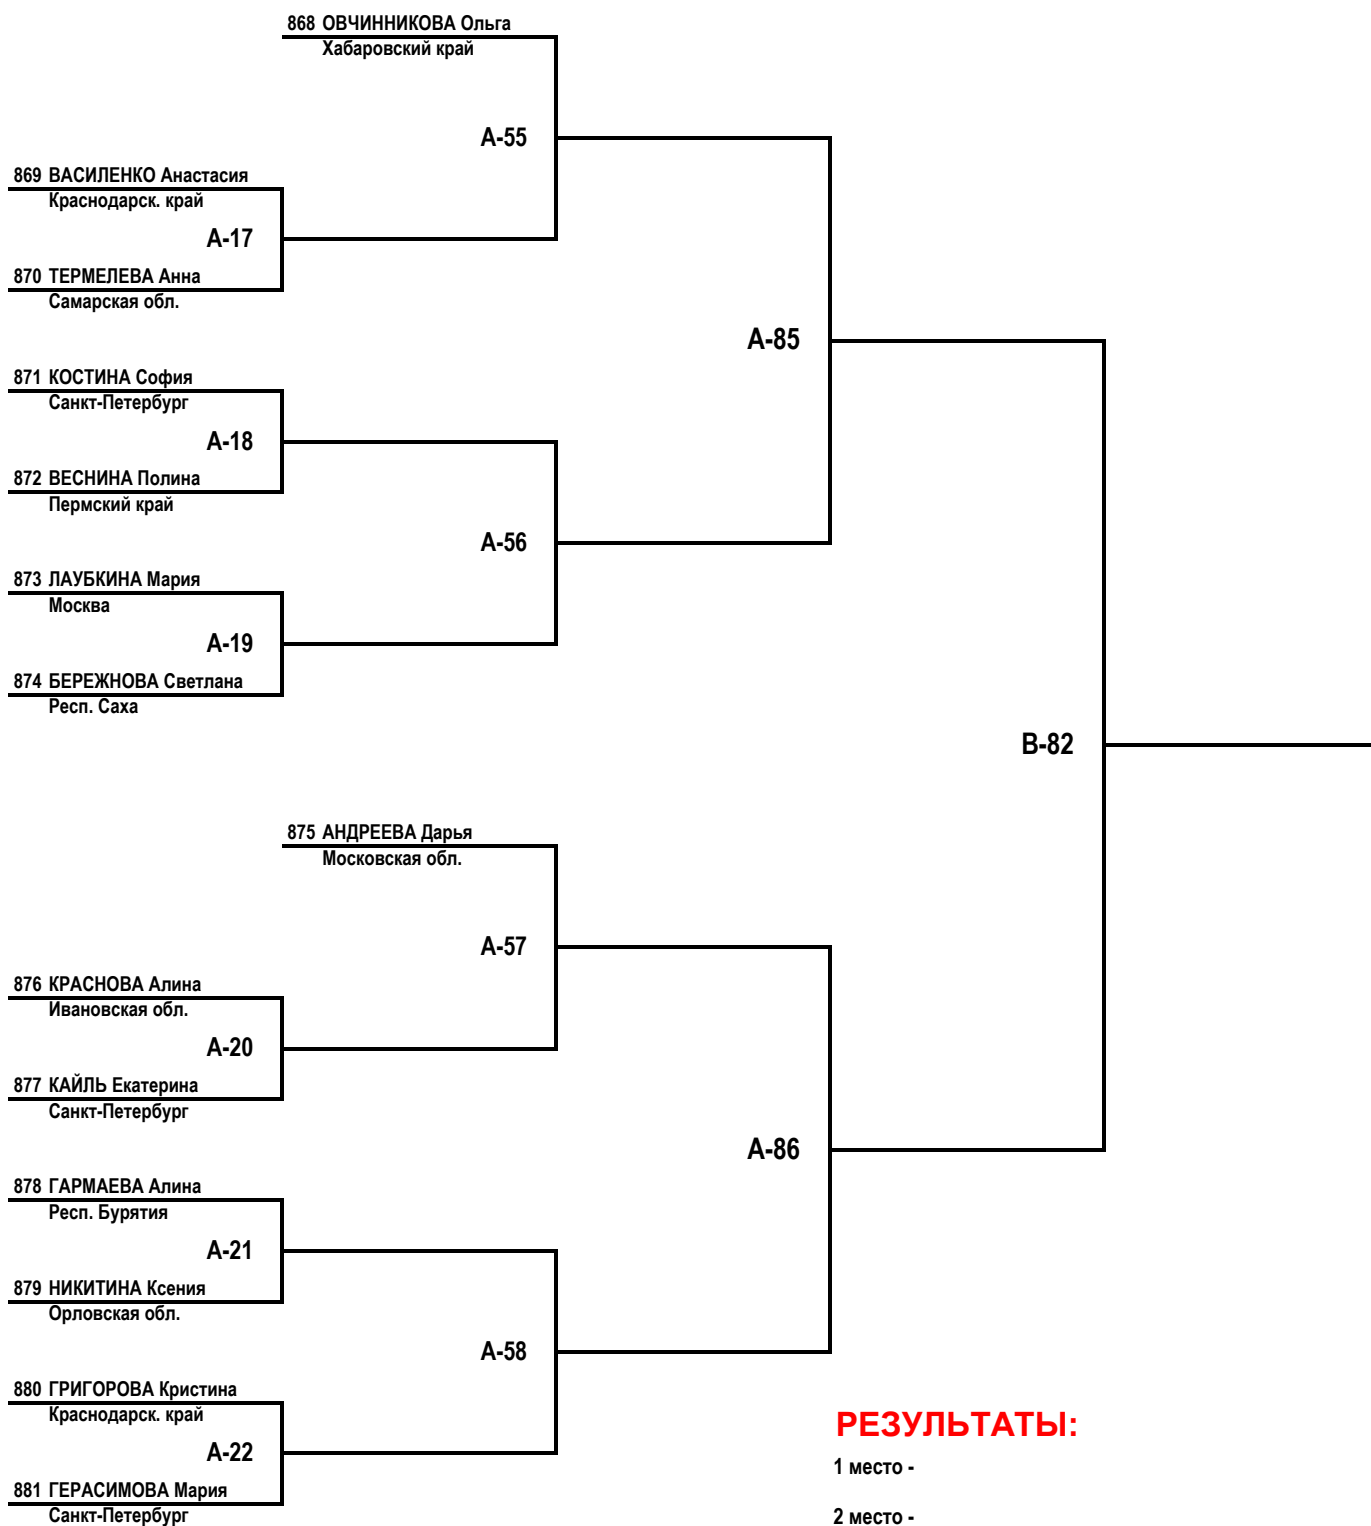 868 ОВЧИННИКОВА Ольга
Хабаровский край
А-55
869 ВАСИЛЕНКО Анастасия
Краснодарск. край
А-17
870 ТЕРМЕЛЕВА Анна
Самарская обл.
А-85
871 КОСТИНА София
Санкт-Петербург
А-18
872 ВЕСНИНА Полина
Пермский край
А-56
873 ЛАУБКИНА Мария
Москва
А-19
874 БЕРЕЖНОВА Светлана
Респ. Саха
В-82
875 АНДРЕЕВА Дарья
Московская обл.
А-57
876 КРАСНОВА Алина
Ивановская обл.
А-20
877 КАЙЛЬ Екатерина
Санкт-Петербург
А-86
878 ГАРМАЕВА Алина
Респ. Бурятия
А-21
879 НИКИТИНА Ксения
Орловская обл.
А-58
880 ГРИГОРОВА Кристина
Краснодарск. край
А-22
881 ГЕРАСИМОВА Мария
Санкт-Петербург
РЕЗУЛЬТАТЫ:
1 место -
2 место -